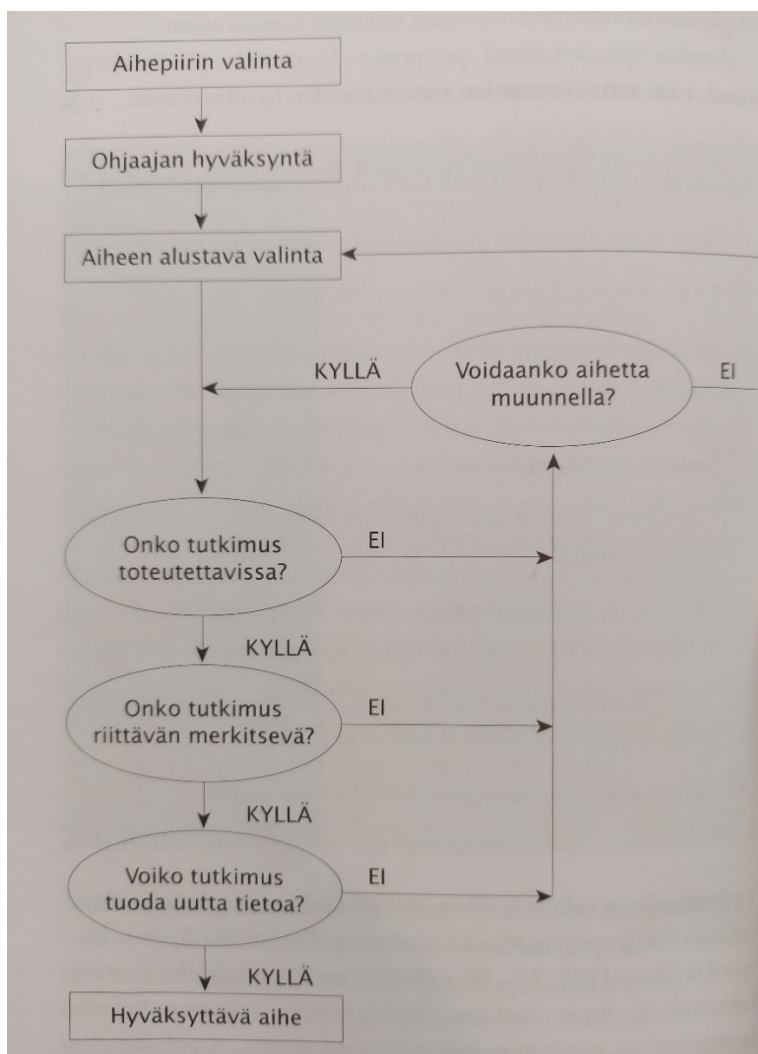 Aihepiirin valinta
Ohjaajan hyväksyntä
Aiheen alustava valinta
KYLLÄ
Voidaanko aihetta
muunnella?
EI
Onko tutkimus
toteutettavissa?
EI
KYLLÄ
Onko tutkimus
riittävän merkitsevä?
EI
KYLLÄ
Voiko tutkimus
tuoda uutta tietoa?
EI
KYLLÄ
Hyväksyttävä aihe